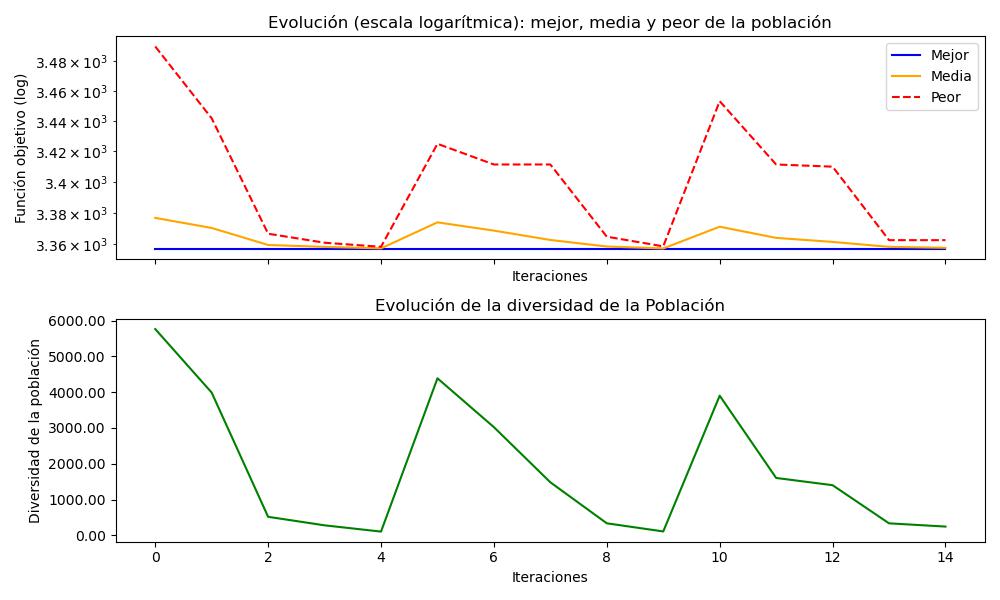 Evolución (escala logarítmica): mejor, media y peor de la población
Función objetivo (log)
3.48 × 10³
3.46 × 10³
3.44 × 10³
3.42 × 10³
3.4 × 10³
3.38 × 10³
3.36 × 10³
Mejor
Media
Peor
Iteraciones
Evolución de la diversidad de la Población
Diversidad de la población
6000.00
5000.00
4000.00
3000.00
2000.00
1000.00
0.00
0 2 4 6 8 10 12 14
Iteraciones